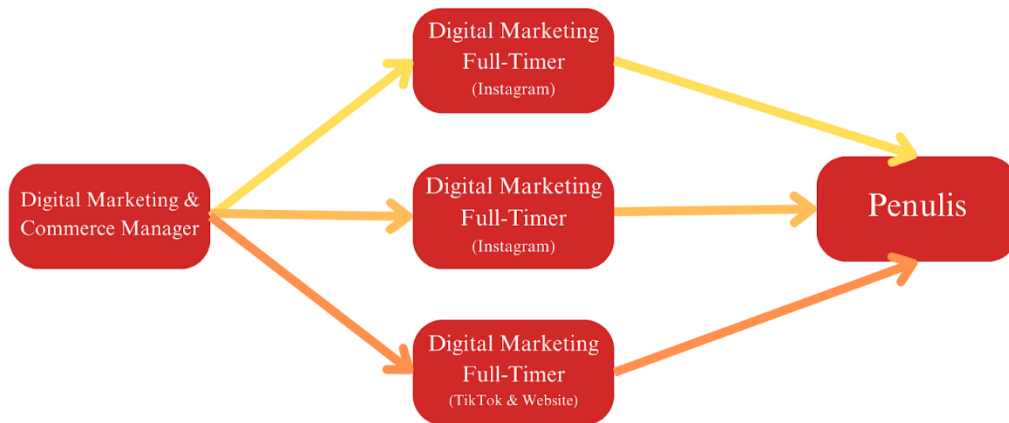 Digital Marketing
Full-Timer
(Instagram)
Digital Marketing &
Commerce Manager
Digital Marketing
Full-Timer
(Instagram)
Penulis
Digital Marketing
Full-Timer
(TikTok & Website)